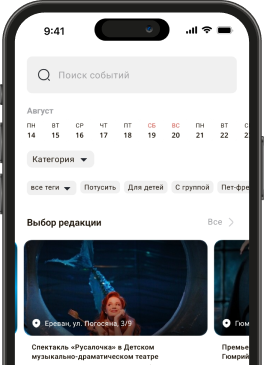 9:41
Поиск событий
Август
ПН ВТ СР ЧТ ПТ СБ ВС ПН ВТ С
14 15 16 17 18 19 20 21 22 2
Категория
все теги Потусить Для детей С группой Пет-фре
Выбор редакции Все
Ереван, ул. Погосяна, 3/9
Гюм
Спектакль «Русалочка» в Детском
музыкально-драматическом театре
Премье
Гюмрий